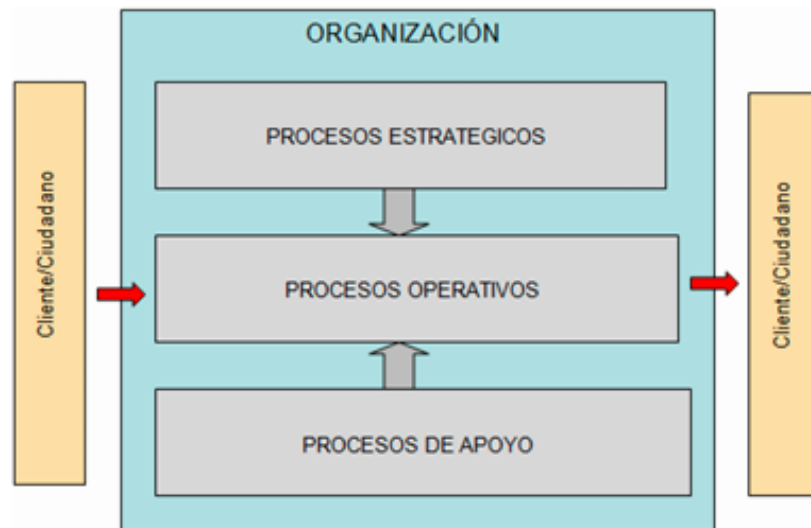 ORGANIZACIÓN
Cliente/Ciudadano
PROCESOS ESTRATEGICOS
PROCESOS OPERATIVOS
PROCESOS DE APOYO
Cliente/Ciudadano